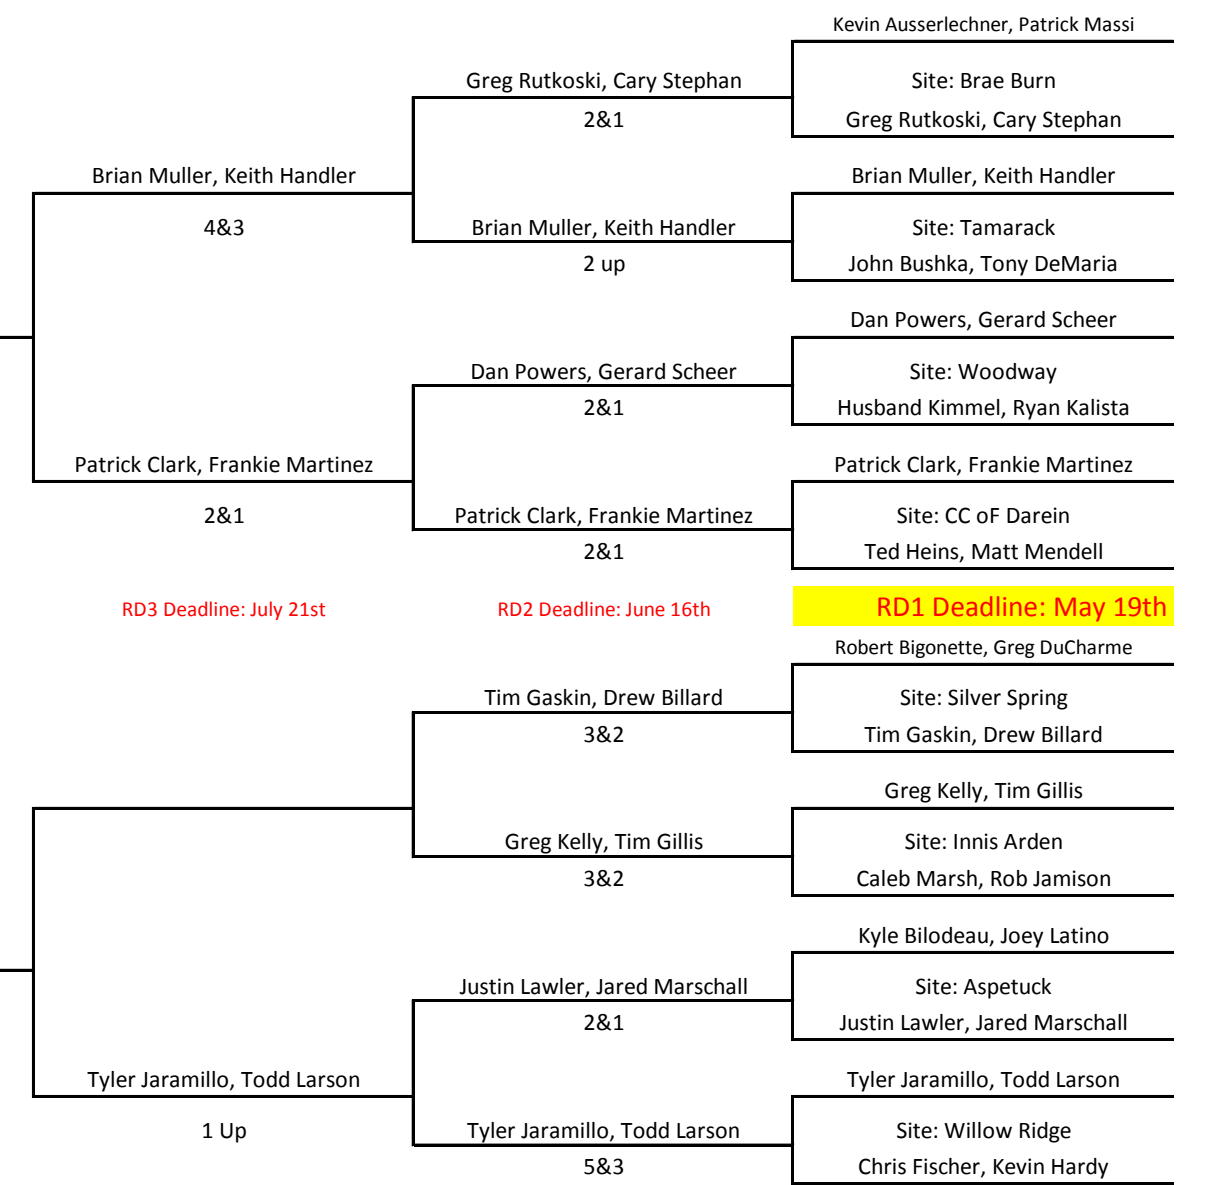 Kevin Ausserlechner, Patrick Massi
Greg Rutkoski, Cary Stephan
Site: Brae Burn
2&1
Greg Rutkoski, Cary Stephan
Brian Muller, Keith Handler
Brian Muller, Keith Handler
4&3
Brian Muller, Keith Handler
Site: Tamarack
2 up
John Bushka, Tony DeMaria
Dan Powers, Gerard Scheer
Dan Powers, Gerard Scheer
Site: Woodway
2&1
Husband Kimmel, Ryan Kalista
Patrick Clark, Frankie Martinez
Patrick Clark, Frankie Martinez
2&1
Patrick Clark, Frankie Martinez
Site: CC oF Darein
2&1
Ted Heins, Matt Mendell
RD3 Deadline: July 21st
RD2 Deadline: June 16th
RD1 Deadline: May 19th
Robert Bigonette, Greg DuCharme
Tim Gaskin, Drew Billard
Site: Silver Spring
3&2
Tim Gaskin, Drew Billard
Greg Kelly, Tim Gillis
Greg Kelly, Tim Gillis
Site: Innis Arden
3&2
Caleb Marsh, Rob Jamison
Kyle Bilodeau, Joey Latino
Justin Lawler, Jared Marschall
Site: Aspetuck
2&1
Justin Lawler, Jared Marschall
Tyler Jaramillo, Todd Larson
Tyler Jaramillo, Todd Larson
1 Up
Tyler Jaramillo, Todd Larson
Site: Willow Ridge
5&3
Chris Fischer, Kevin Hardy